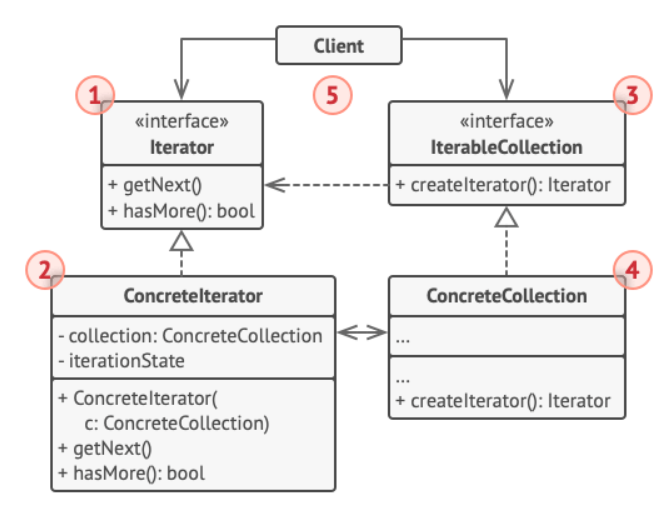 Client
1
5
3
«interface»
Iterator
+ getNext()
+ hasMore(): bool
«interface»
IterableCollection
+ createIterator(): Iterator
2
4
ConcreteIterator
- collection: ConcreteCollection
- iterationState
+ ConcreteIterator(
c: ConcreteCollection)
+ getNext()
+ hasMore(): bool
ConcreteCollection
...
...
+ createIterator(): Iterator